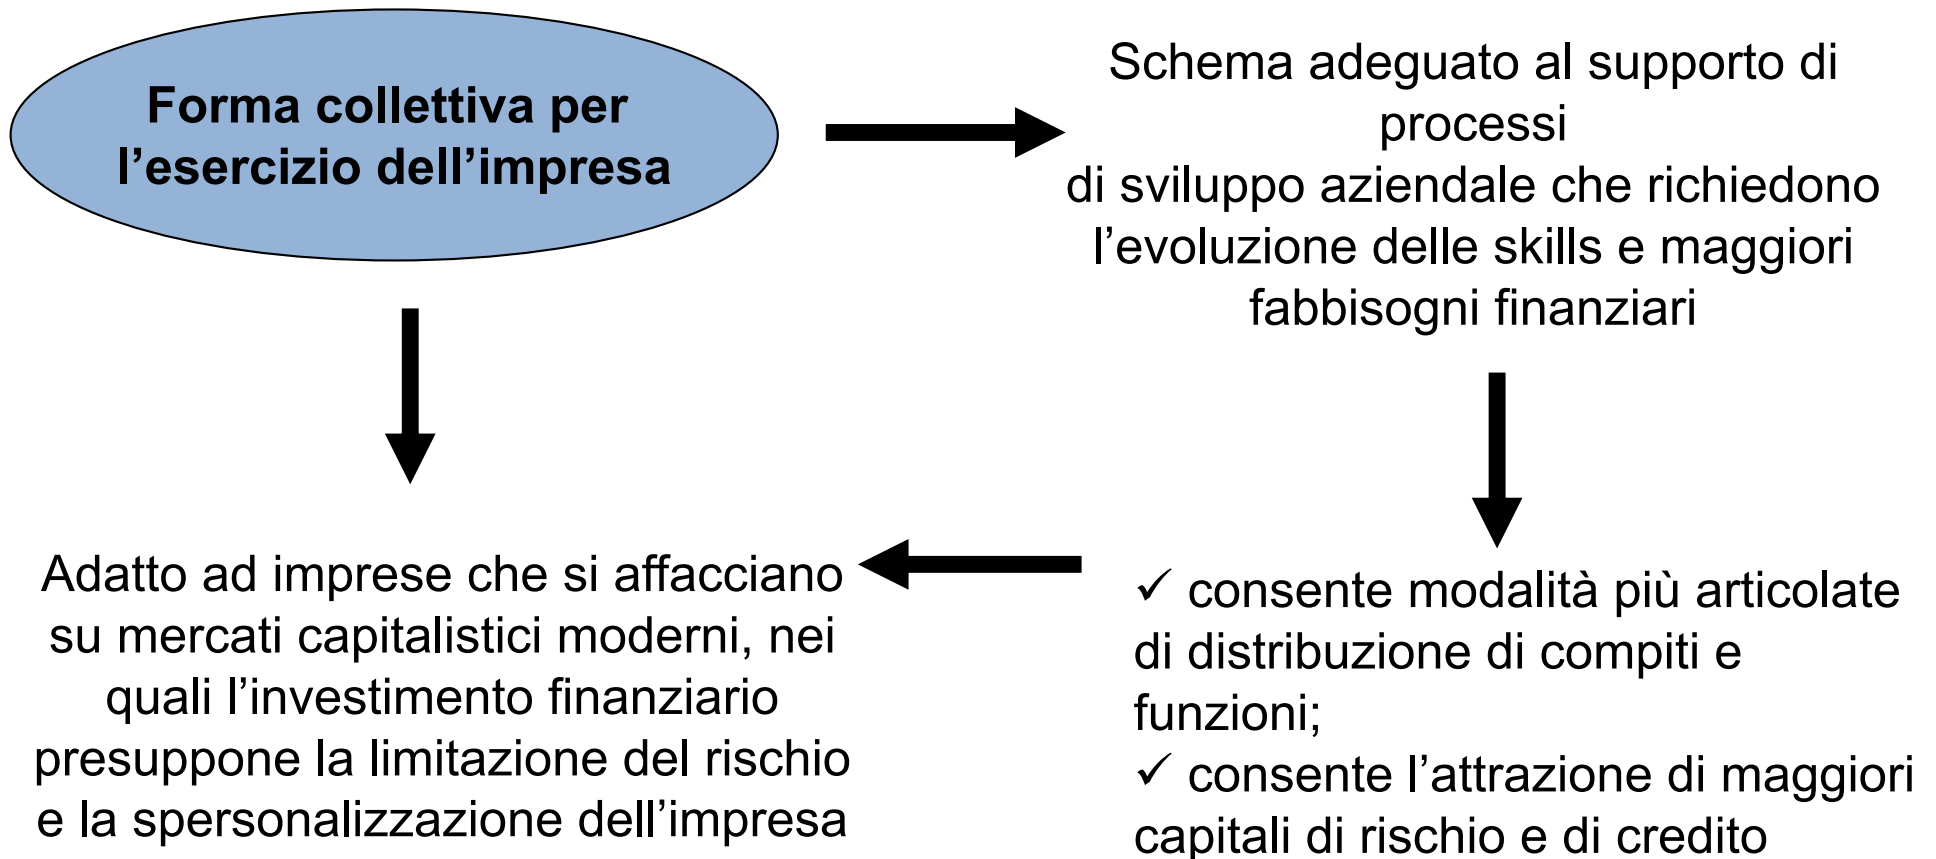 Forma collettiva per
l’esercizio dell’impresa
Schema adeguato al supporto di
processi
di sviluppo aziendale che richiedono
l’evoluzione delle skills e maggiori
fabbisogni finanziari
Adatto ad imprese che si affacciano
su mercati capitalistici moderni, nei
quali l’investimento finanziario
presuppone la limitazione del rischio
e la spersonalizzazione dell’impresa
✓ consente modalità più articolate
di distribuzione di compiti e
funzioni;
✓ consente l’attrazione di maggiori
capitali di rischio e di credito